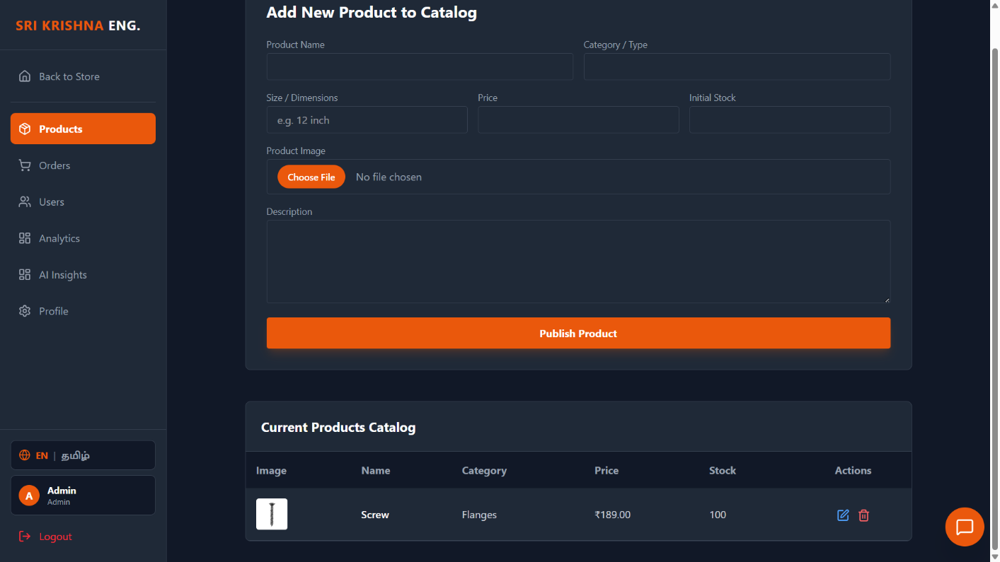 SRI KRISHNA ENG.
Back to Store
Products
Orders
Users
Analytics
AI Insights
Profile
EN | தமிழ்
A
Admin
Admin
Logout
Add New Product to Catalog
Product Name
Category / Type
Size / Dimensions
Price
Initial Stock
e.g. 12 inch
Product Image
Choose File No file chosen
Description
Publish Product
Current Products Catalog
Image Name Category Price Stock Actions
Screw Flanges ₹189.00 100